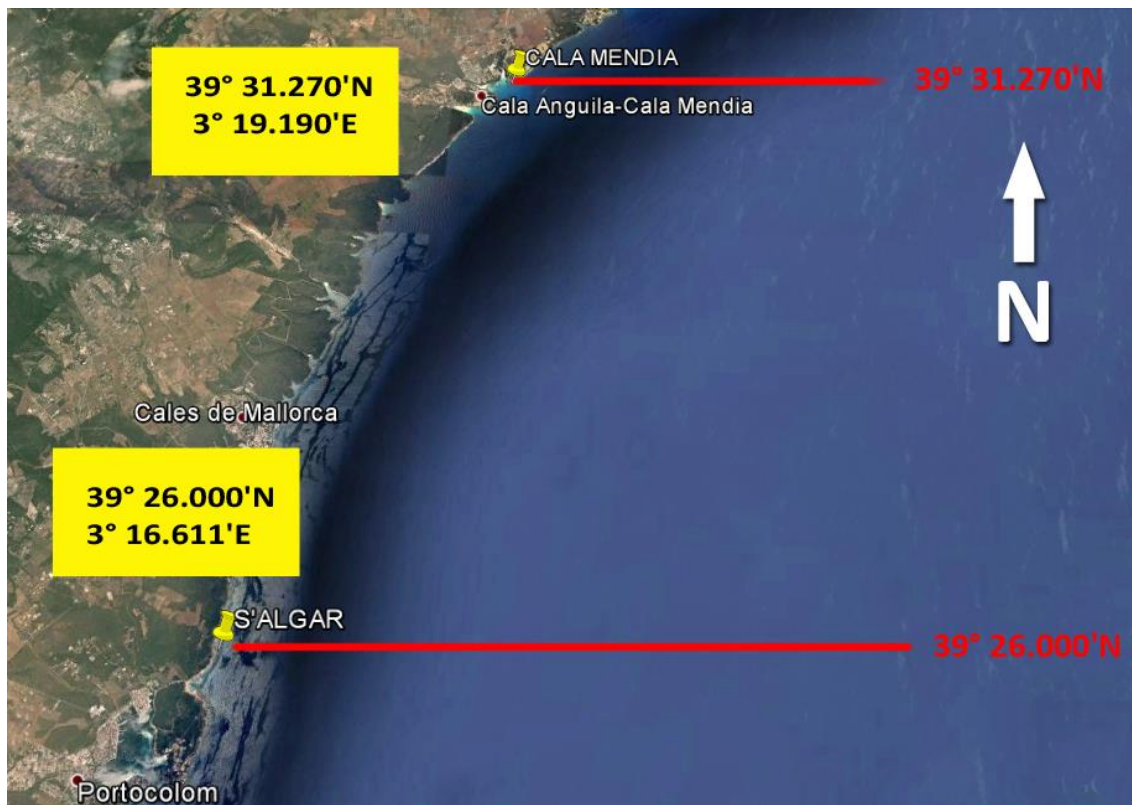 CALA MENDIA
39° 31.270'N
3° 19.190'E
39° 31.270'N
Cala Anguila-Cala Mendia
N
Cales de Mallorca
39° 26.000'N
3° 16.611'E
S'ALGAR
39° 26.000'N
Portocolom